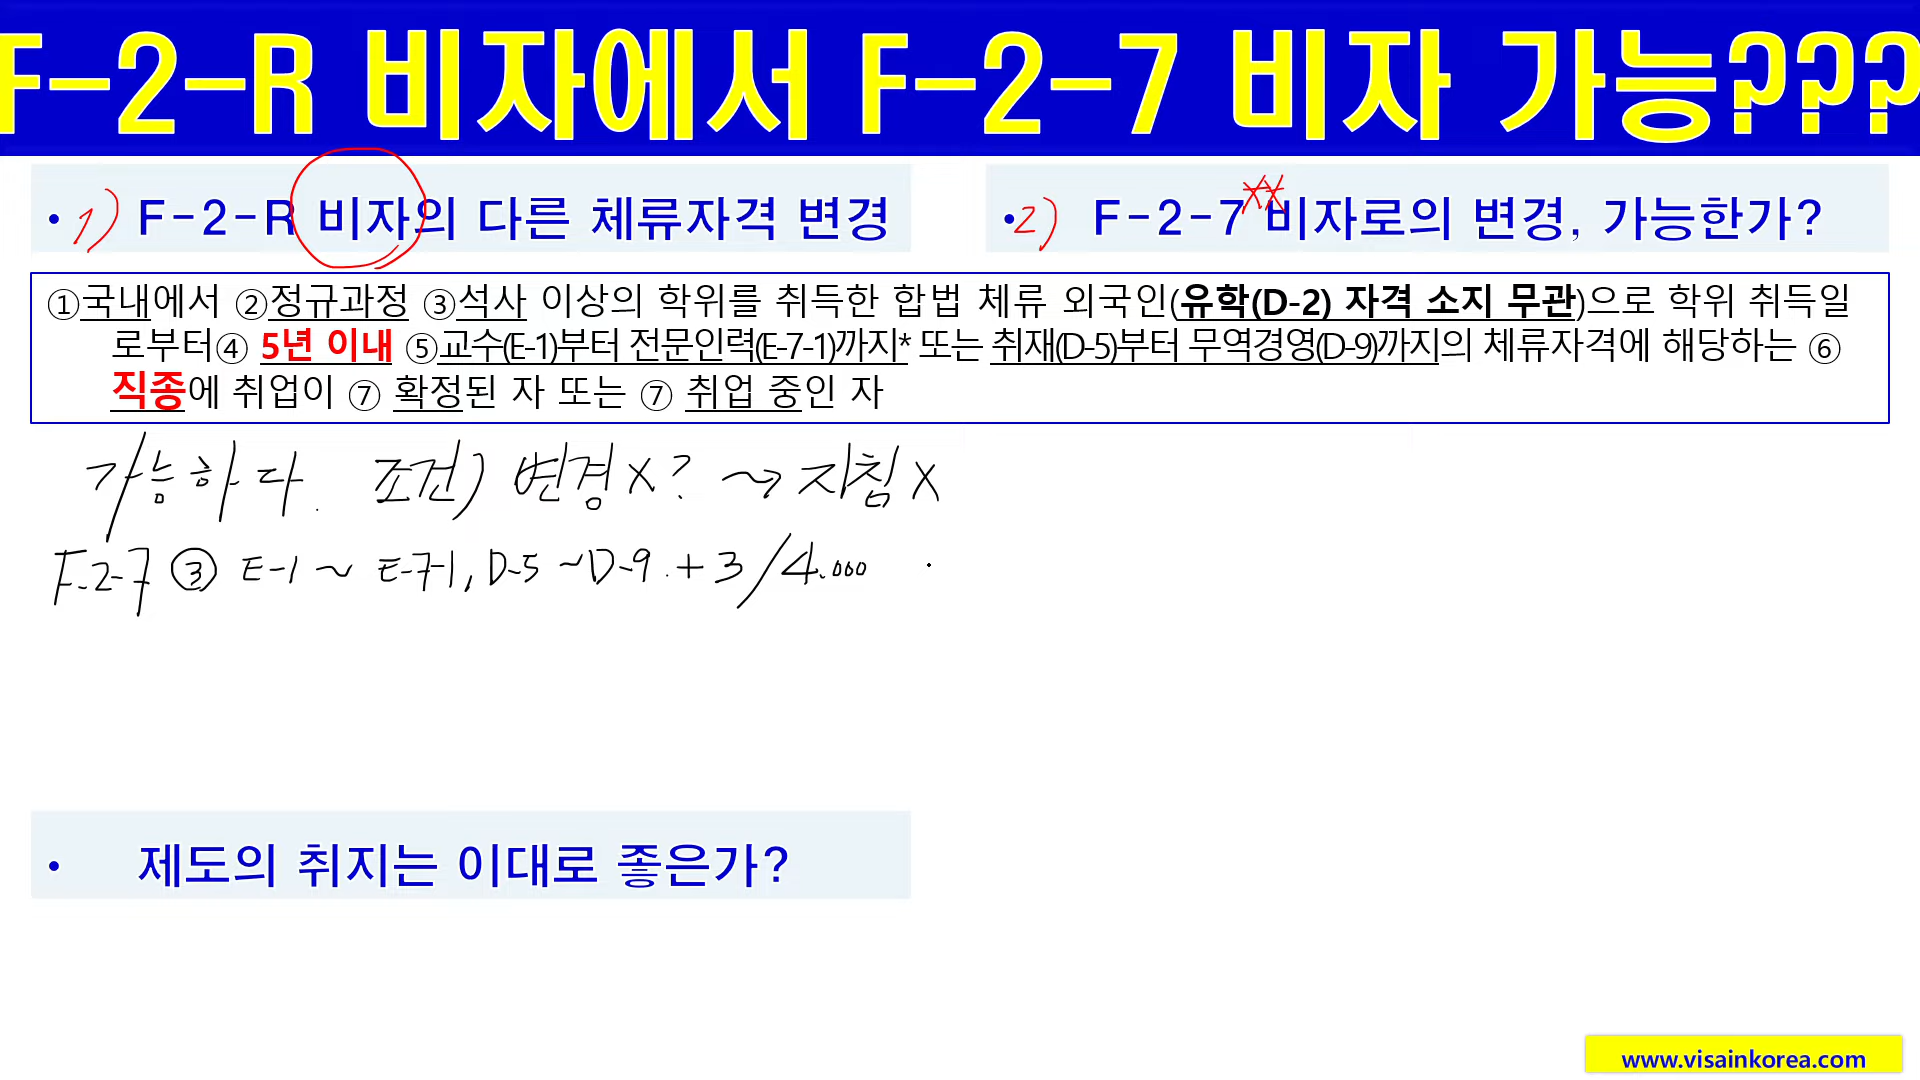 F-2-R 비자에서 F-2-7 비자 가능???
• 1) F-2-R 비자의 다른 체류자격 변경
• 2) F-2-7 비자로의 변경, 가능한가?
①국내에서 ②정규과정 ③석사 이상의 학위를 취득한 합법 체류 외국인(유학(D-2) 자격 소지 무관)으로 학위 취득일
로부터④ 5년 이내 ⑤교수(E-1)부터 전문인력(E-7-1)까지* 또는 취재(D-5)부터 무역경영(D-9)까지의 체류자격에 해당하는 ⑥
직종에 취업이 ⑦ 확정된 자 또는 ⑦ 취업 중인 자
가능하다. 조건) 변경 X? ~> 지침 X
F-2-7 ③ E-1 ~ E-7-1, D-5 ~ D-9. + 3/4.000
• 제도의 취지는 이대로 좋은가?
www.visainkorea.com